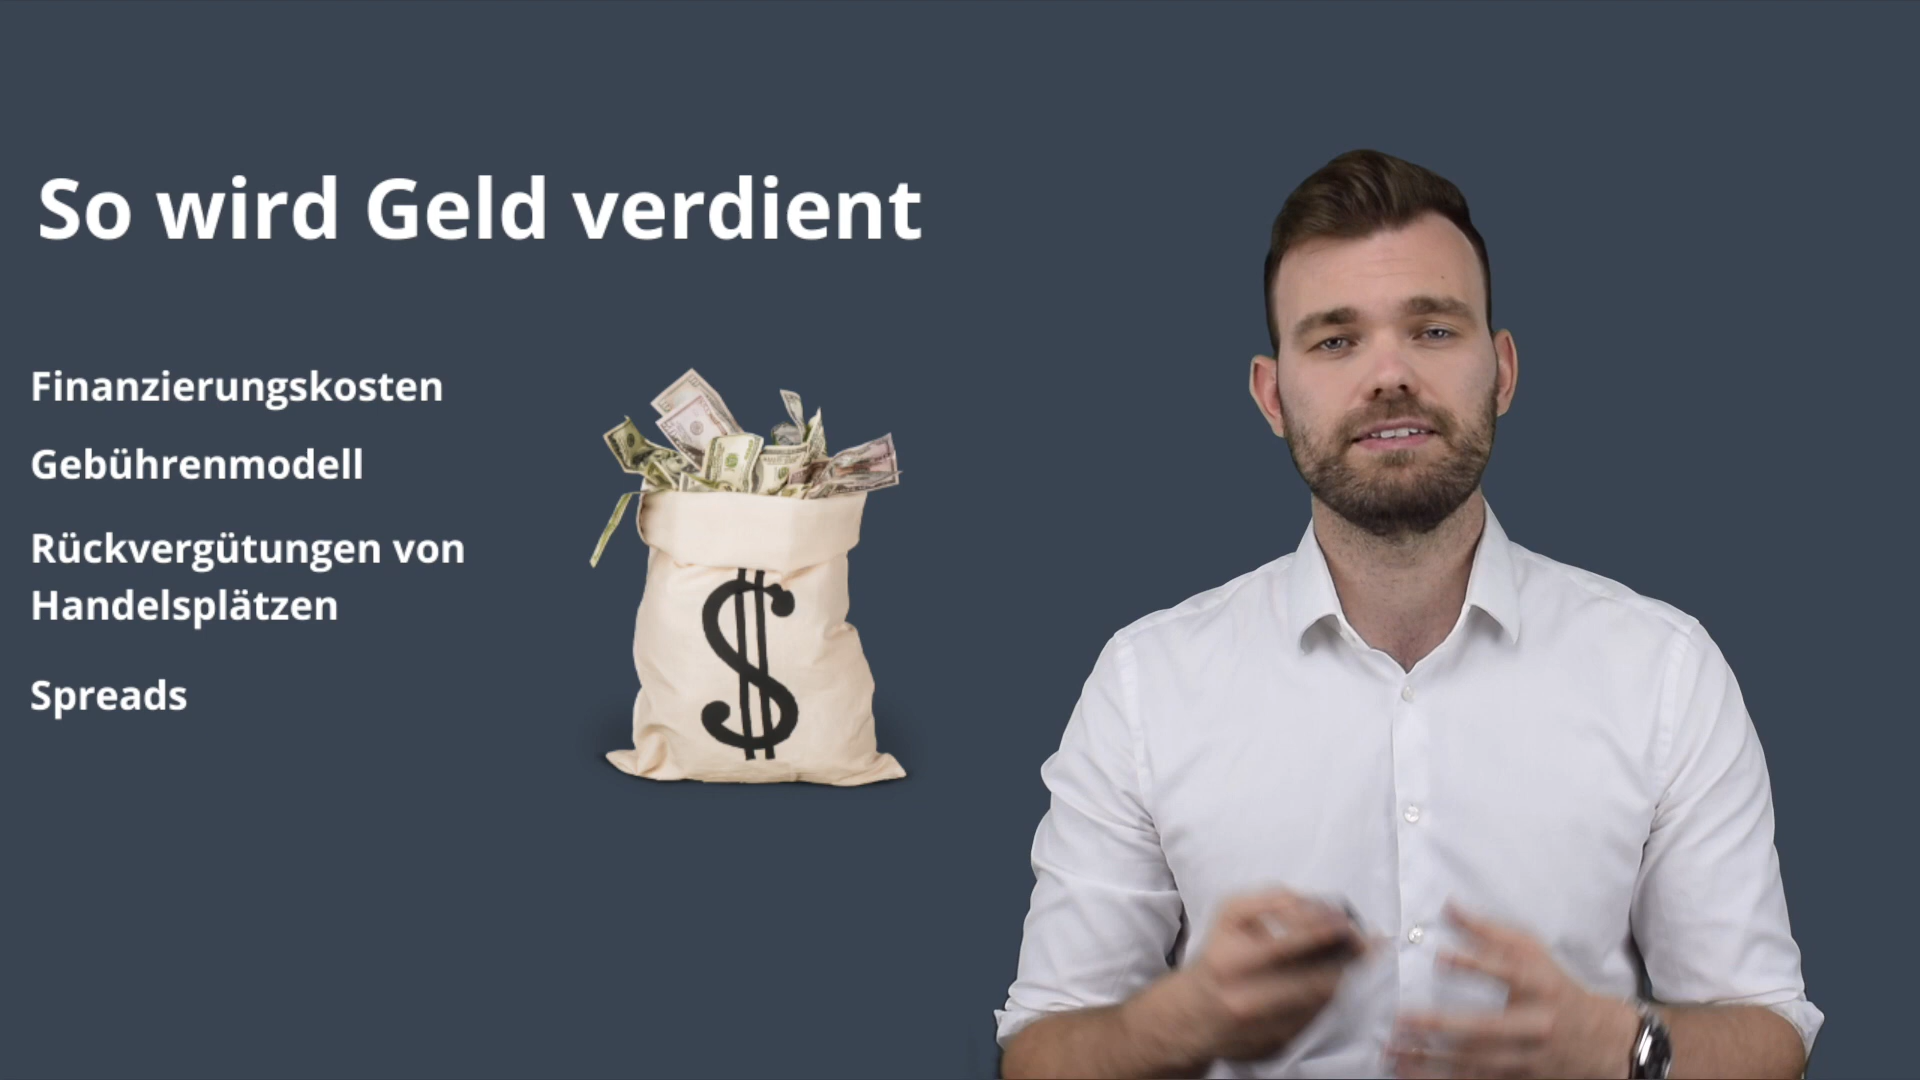 So wird Geld verdient
Finanzierungskosten
Gebührenmodell
Rückvergütungen von
Handelsplätzen
Spreads
$